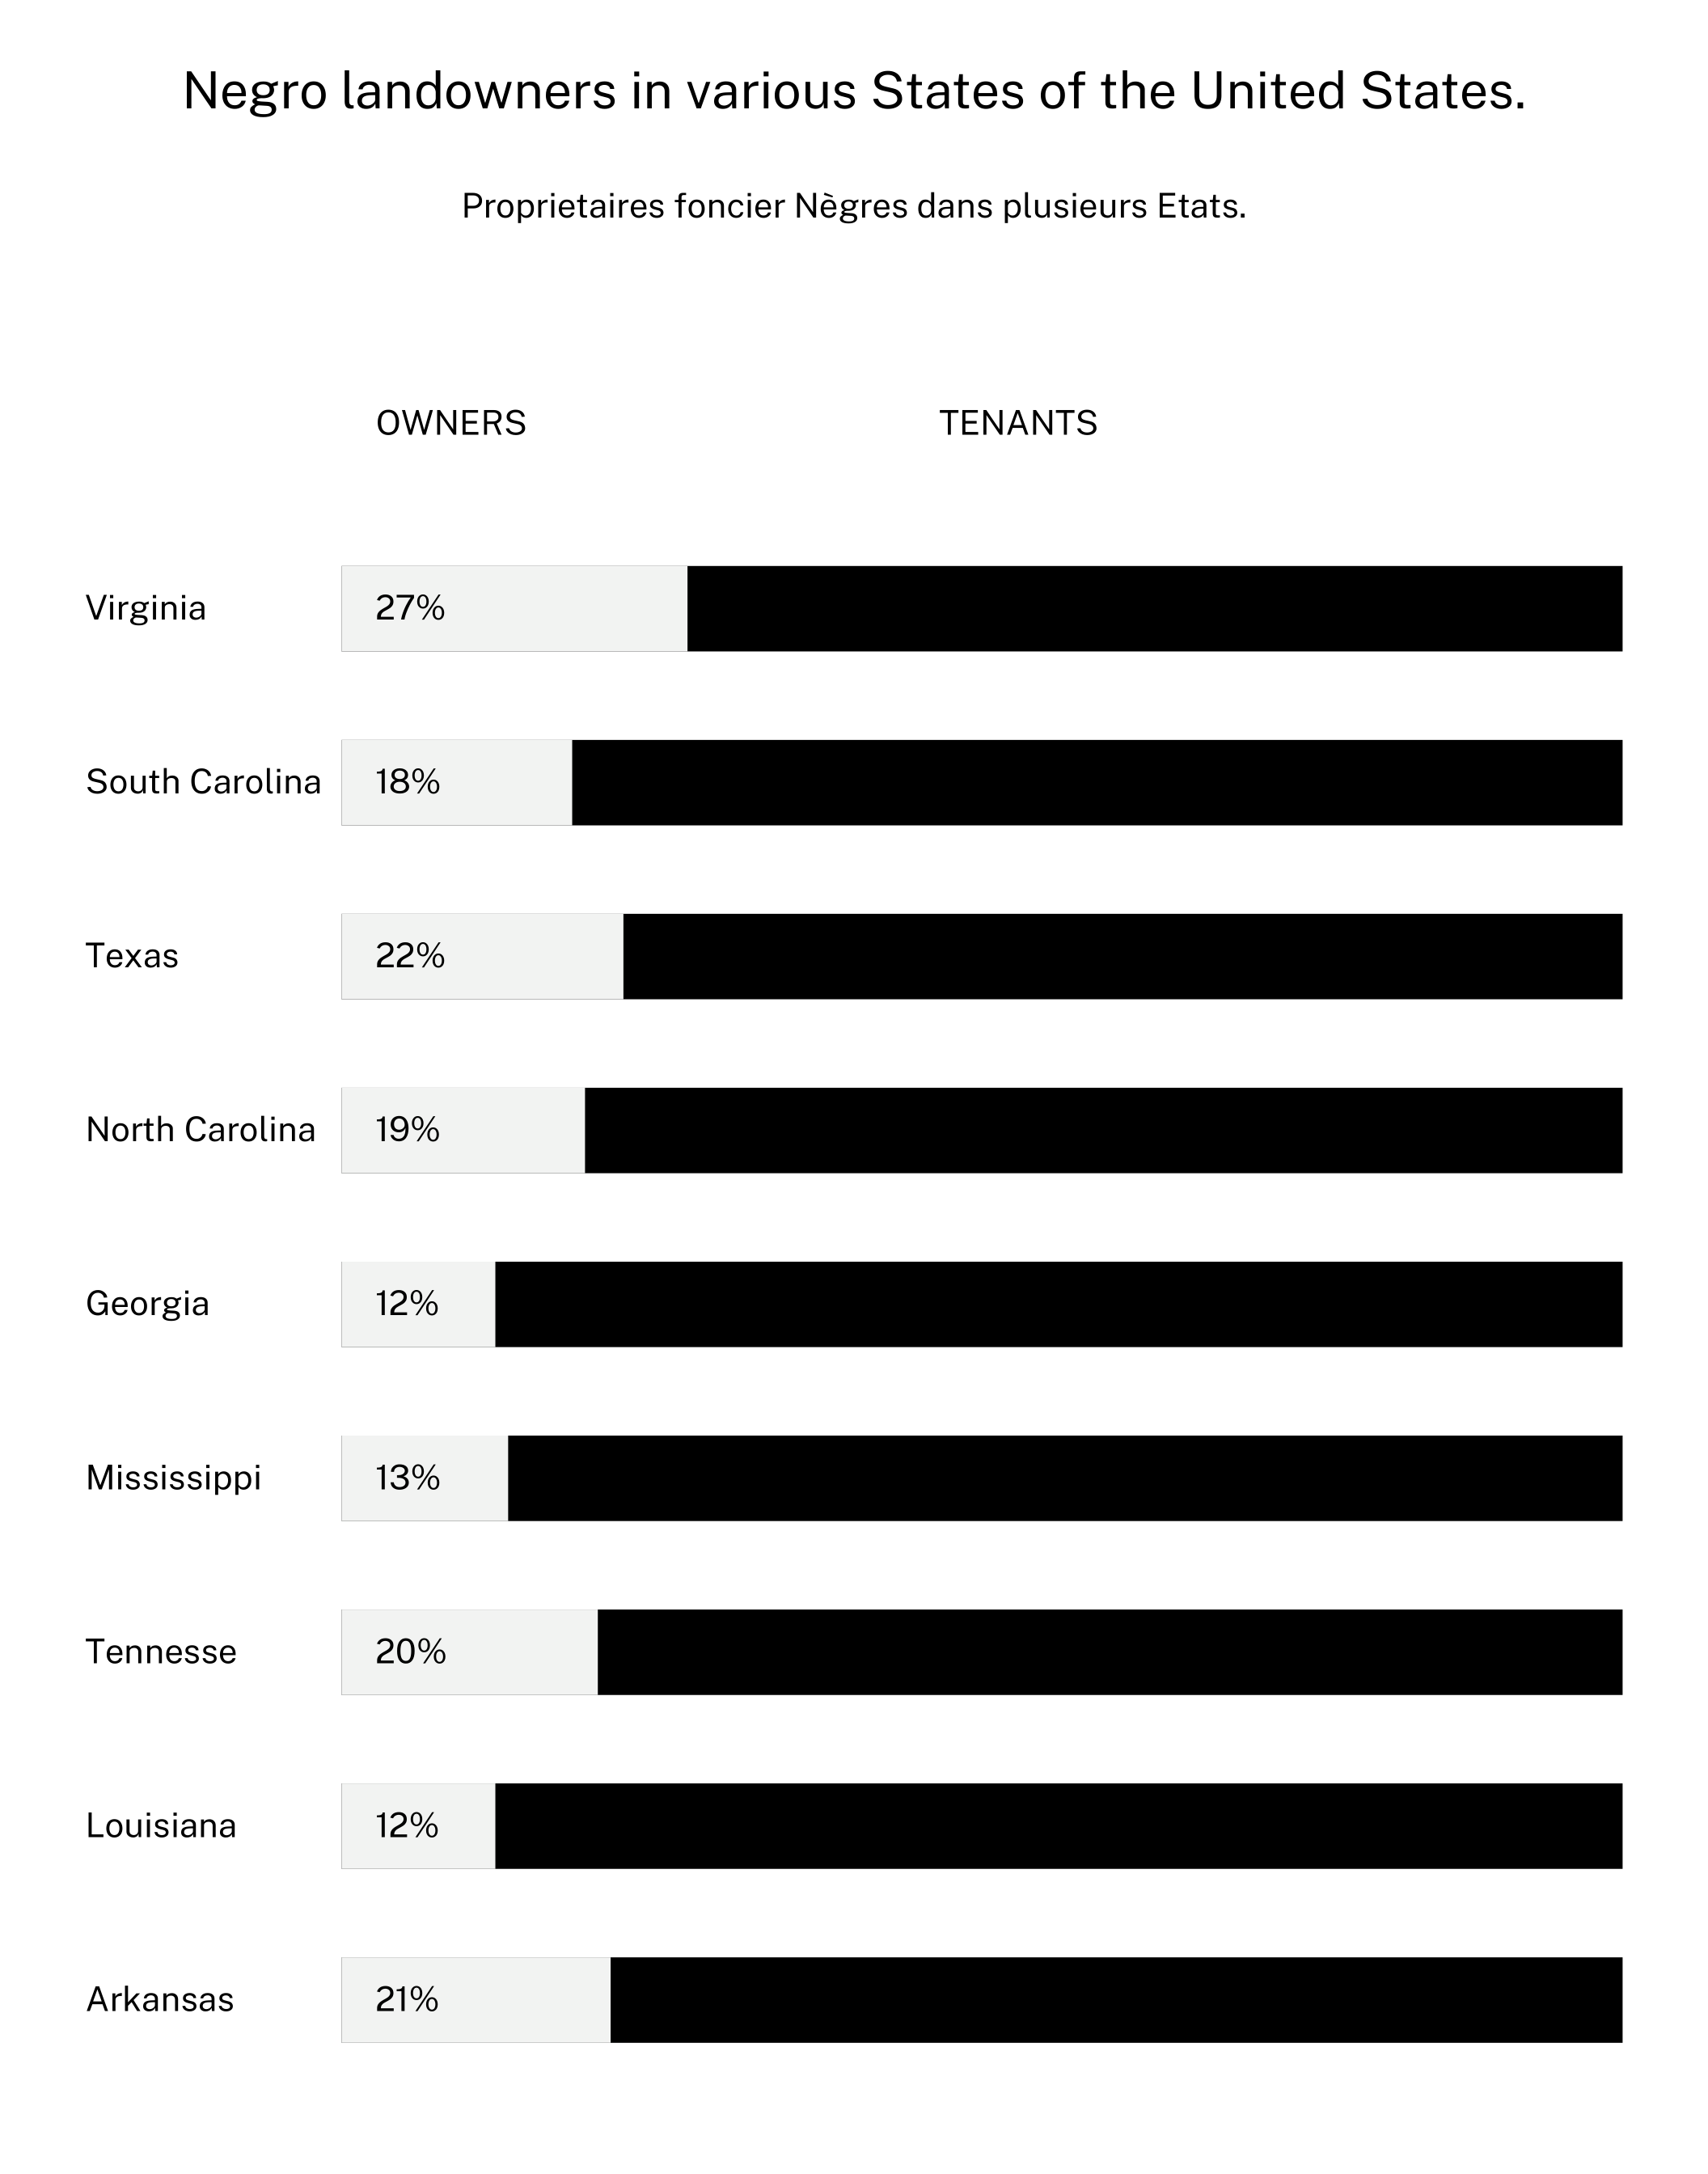 Negro landowners in various States of the United States.
Proprietaires foncier Nègres dans plusieurs Etats.
OWNERS TENANTS
Virginia 27%
South Carolina 18%
Texas 22%
North Carolina 19%
Georgia 12%
Mississippi 13%
Tennesse 20%
Louisiana 12%
Arkansas 21%